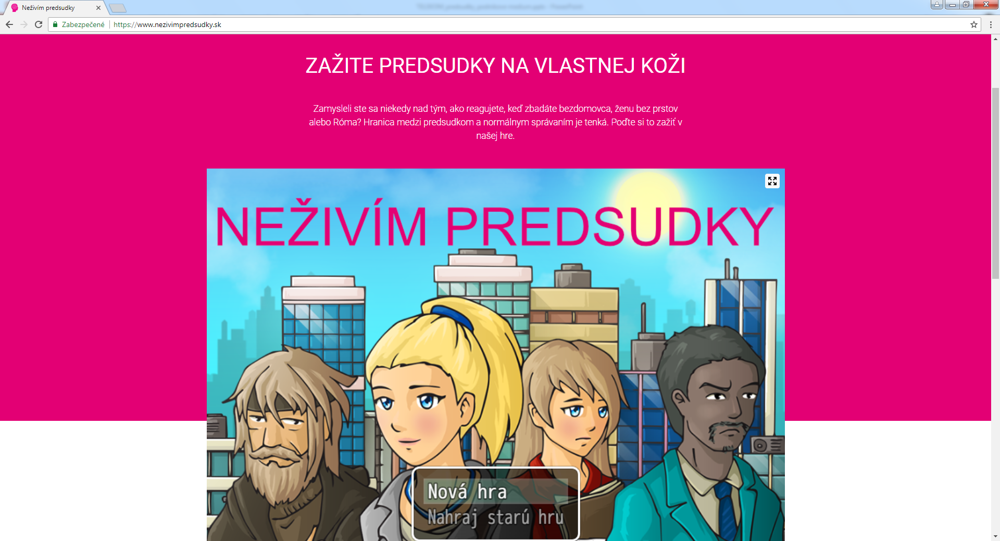 Neživím predsudky
Zabezpečené
https://www.nezivimpredsudky.sk
ZAŽITE PREDSUDKY NA VLASTNEJ KOŽI
Zamysleli ste sa niekedy nad tým, ako reagujete, keď zbadáte bezdomovca, ženu bez prstov
alebo Róma? Hranica medzi predsudkom a normálnym správaním je tenká. Poďte si to zažiť v
našej hre.
NEŽIVÍM PREDSUDKY
Nová hra
Nahraj starú hru